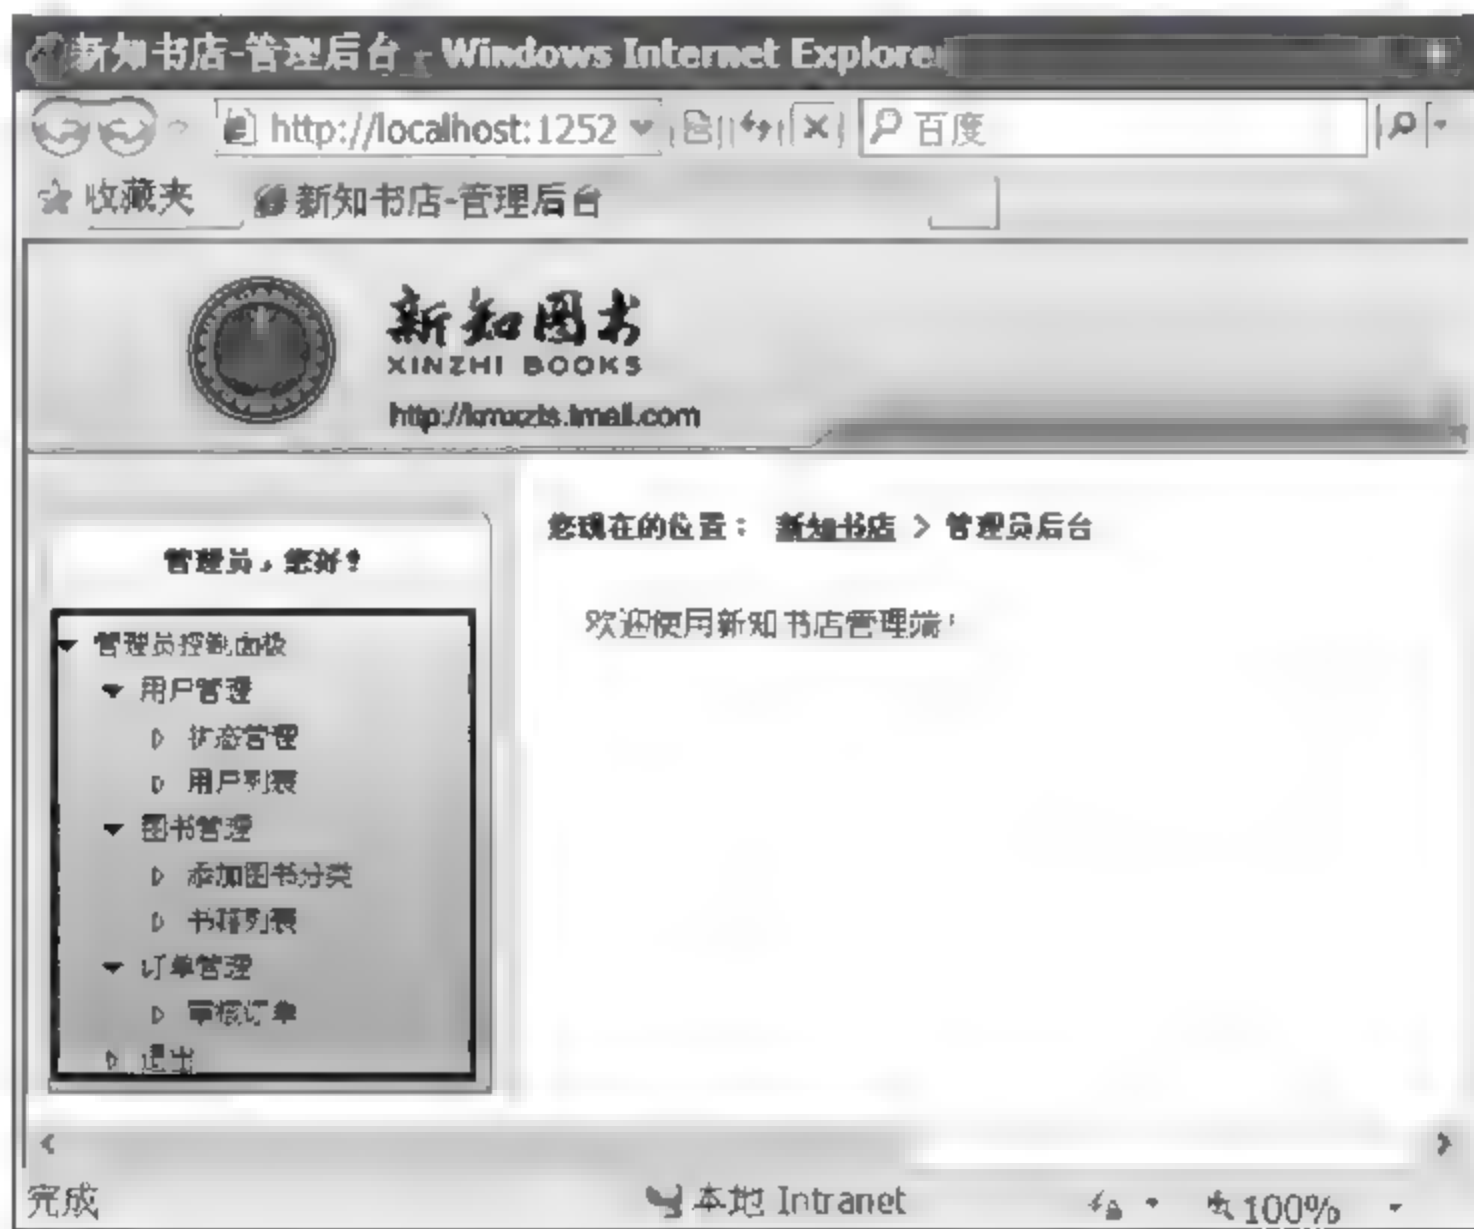 新知书店-管理后台 - Windows Internet Explorer
http://localhost:1252 百度
收藏夹 新知书店-管理后台
新知图书
XINZHI BOOKS
管理员，您好！
管理员控制面板
用户管理
状态管理
用户列表
图书管理
添加图书分类
书籍列表
订单管理
审核订单
退出
您现在的位置： 新知书店 > 管理员后台
欢迎使用新知书店管理端！
完成 本地 Intranet 100%